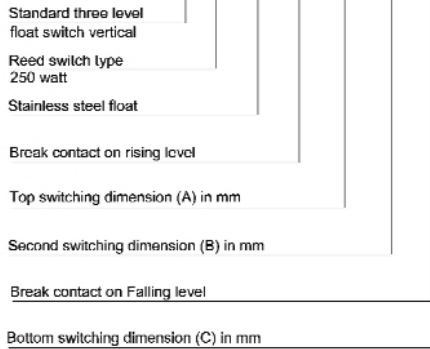 Standard three level
float switch vertical
Reed switch type
250 watt
Stainless steel float
Break contact on rising level
Top switching dimension (A) in mm
Second switching dimension (B) in mm
Break contact on Falling level
Bottom switching dimension (C) in mm